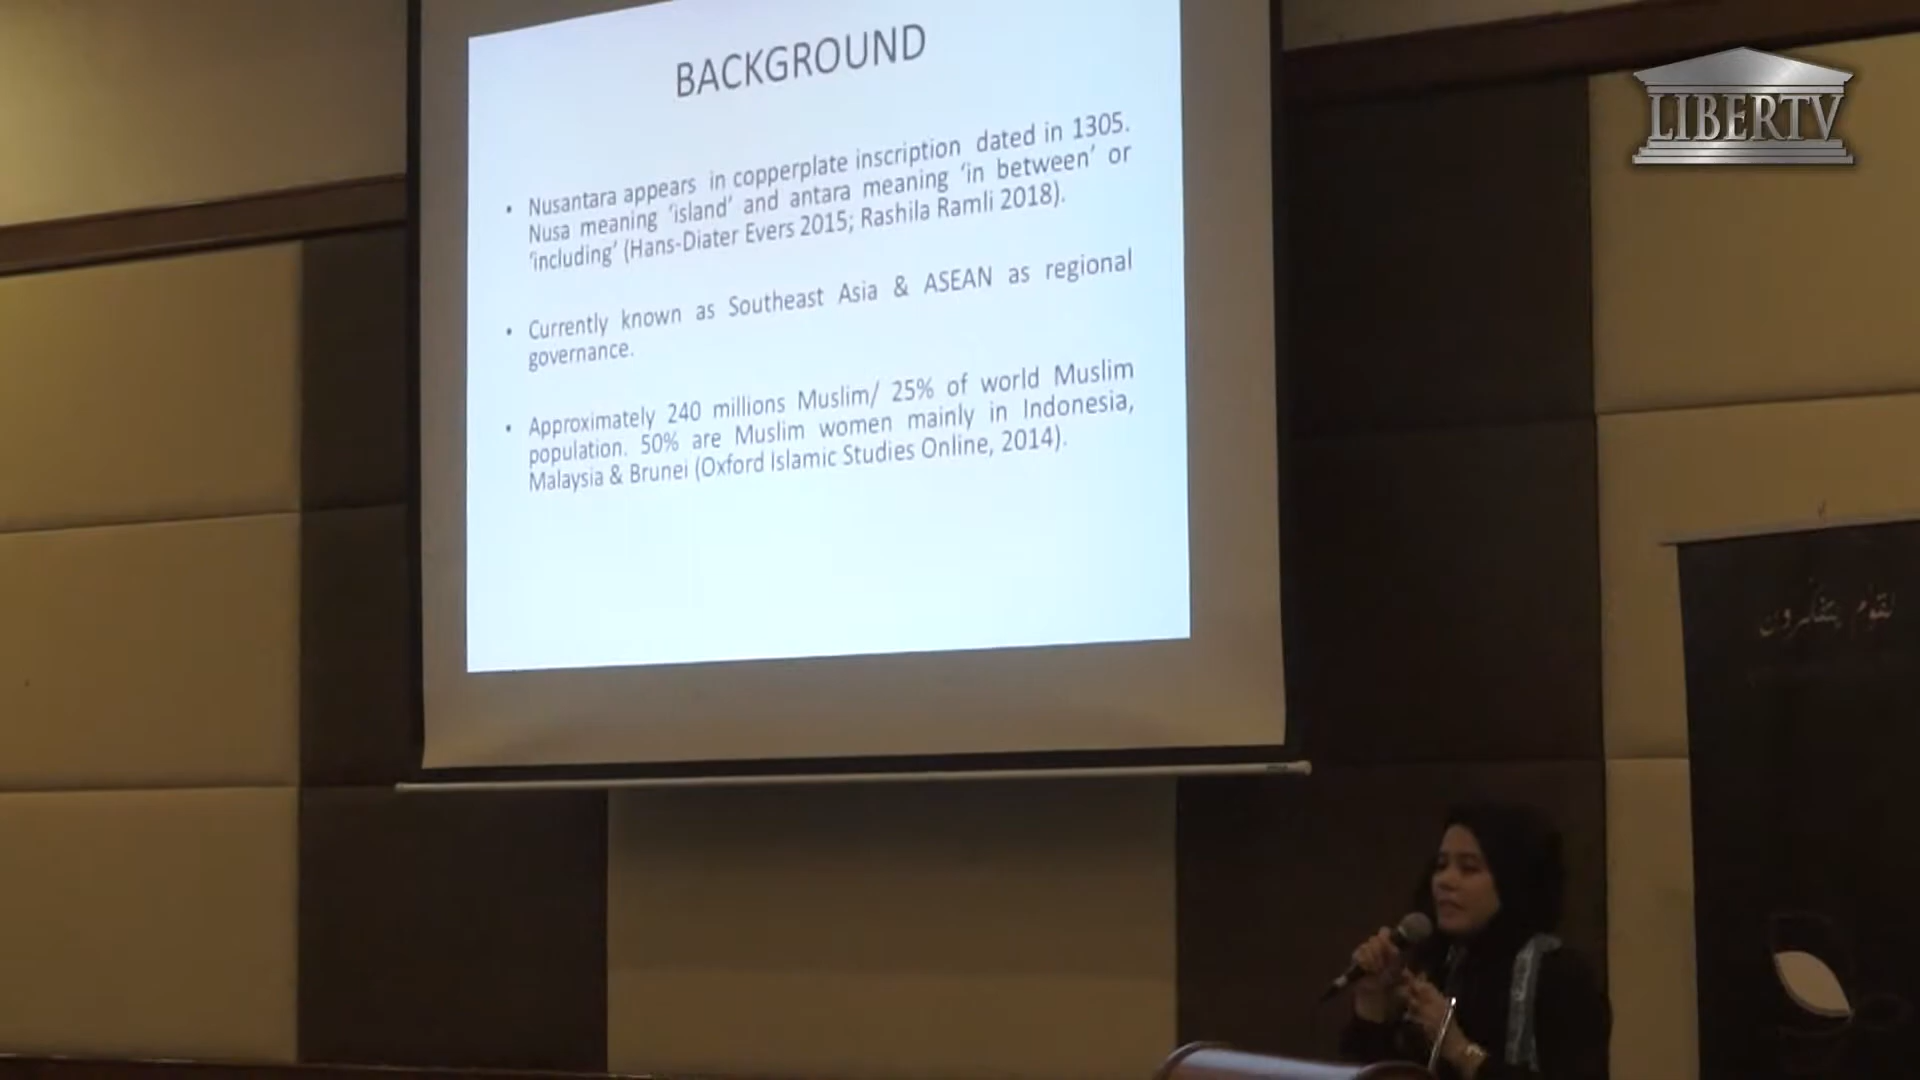 BACKGROUND
• Nusantara appears in copperplate inscription dated in 1305.
Nusa meaning ‘island’ and antara meaning ‘in between’ or
‘including’ (Hans-Diater Evers 2015; Rashila Ramli 2018).
• Currently known as Southeast Asia & ASEAN as regional
governance.
• Approximately 240 millions Muslim/ 25% of world Muslim
population. 50% are Muslim women mainly in Indonesia,
Malaysia & Brunei (Oxford Islamic Studies Online, 2014).
LIBERTV
لقوم يتفكرون